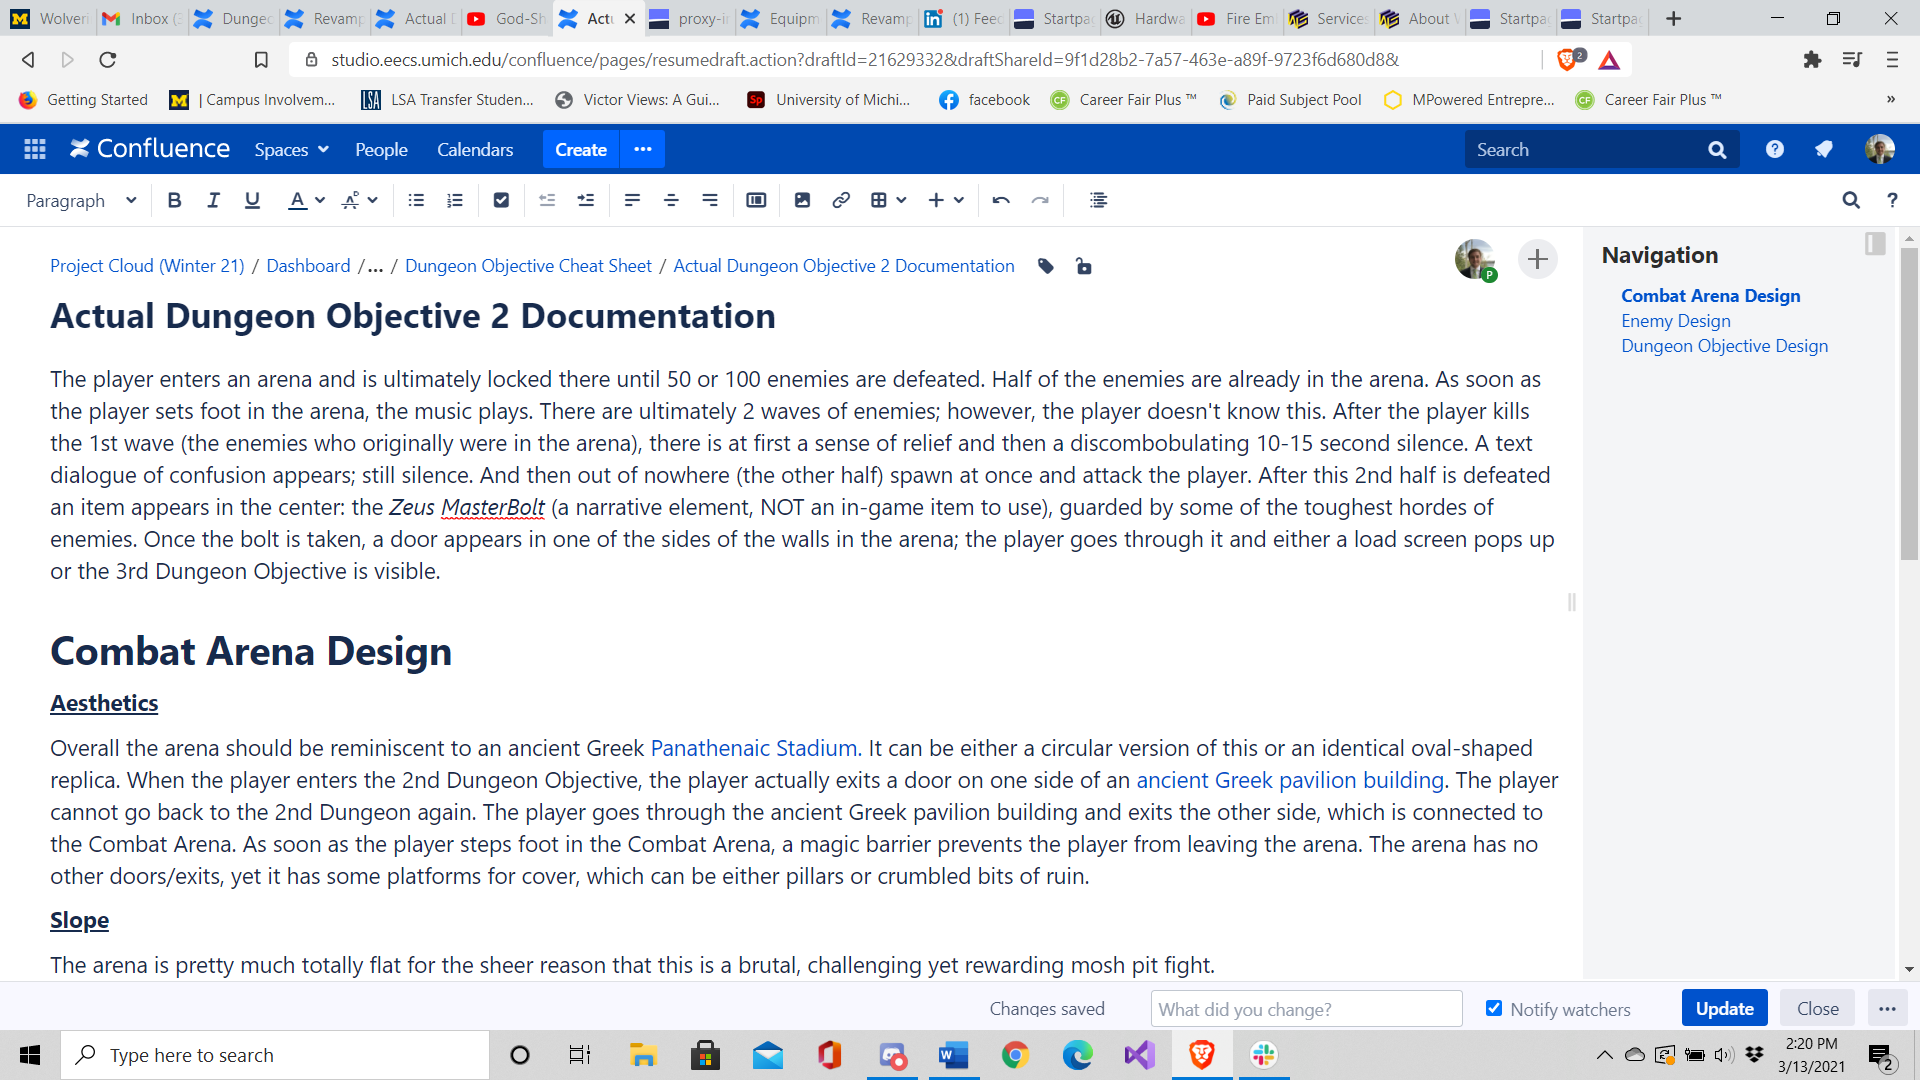 Wolveri
Inbox (3
Dungeo
Revamp
Actual D
God-Sh
Actu
proxy-in
Equipm
Revamp
(1) Feed
Startpag
Hardwa
Fire Em
Services
About V
Startpag
Startpag
studio.eecs.umich.edu/confluence/pages/resumedraft.action?draftId=21629332&draftShareId=9f1d28b2-7a57-463e-a89f-9723f6d680d8&
2
Getting Started
| Campus Involvem...
LSA Transfer Studen...
Victor Views: A Gui...
University of Michi...
facebook
Career Fair Plus ™
Paid Subject Pool
MPowered Entrepre...
Career Fair Plus ™
»
Confluence
Spaces
People
Calendars
Create
Search
Paragraph
B I U A
Project Cloud (Winter 21) / Dashboard /... / Dungeon Objective Cheat Sheet / Actual Dungeon Objective 2 Documentation
P
Actual Dungeon Objective 2 Documentation
The player enters an arena and is ultimately locked there until 50 or 100 enemies are defeated. Half of the enemies are already in the arena. As soon as
the player sets foot in the arena, the music plays. There are ultimately 2 waves of enemies; however, the player doesn't know this. After the player kills
the 1st wave (the enemies who originally were in the arena), there is at first a sense of relief and then a discombobulating 10-15 second silence. A text
dialogue of confusion appears; still silence. And then out of nowhere (the other half) spawn at once and attack the player. After this 2nd half is defeated
an item appears in the center: the Zeus MasterBolt (a narrative element, NOT an in-game item to use), guarded by some of the toughest hordes of
enemies. Once the bolt is taken, a door appears in one of the sides of the walls in the arena; the player goes through it and either a load screen pops up
or the 3rd Dungeon Objective is visible.
Combat Arena Design
Aesthetics
Overall the arena should be reminiscent to an ancient Greek Panathenaic Stadium. It can be either a circular version of this or an identical oval-shaped
replica. When the player enters the 2nd Dungeon Objective, the player actually exits a door on one side of an ancient Greek pavilion building. The player
cannot go back to the 2nd Dungeon again. The player goes through the ancient Greek pavilion building and exits the other side, which is connected to
the Combat Arena. As soon as the player steps foot in the Combat Arena, a magic barrier prevents the player from leaving the arena. The arena has no
other doors/exits, yet it has some platforms for cover, which can be either pillars or crumbled bits of ruin.
Slope
The arena is pretty much totally flat for the sheer reason that this is a brutal, challenging yet rewarding mosh pit fight.
Navigation
Combat Arena Design
Enemy Design
Dungeon Objective Design
Changes saved
What did you change?
Notify watchers
Update
Close
Type here to search
2:20 PM
3/13/2021
2